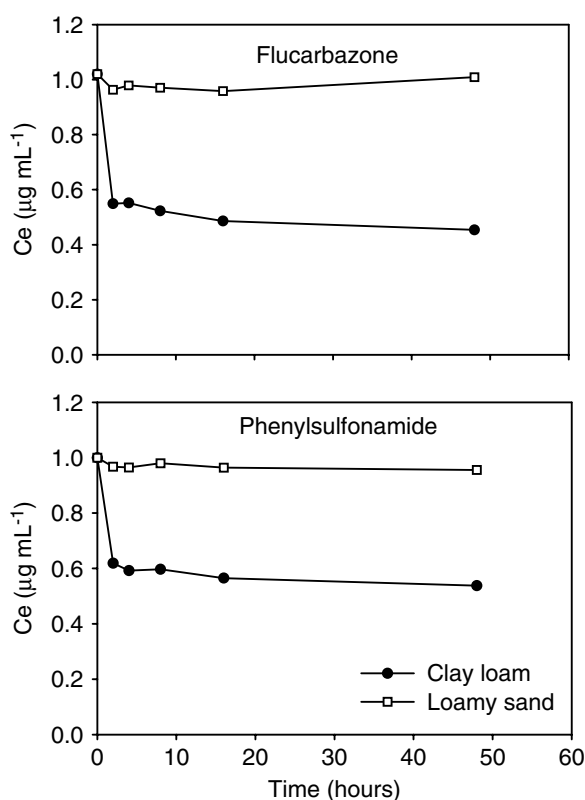 1.2
Flucarbazone
1.0
0.8
0.6
0.4
0.2
0.0
Ce (µg mL-1)
1.2
Phenylsulfonamide
1.0
0.8
0.6
0.4
0.2
0.0
Ce (µg mL-1)
Clay loam
Loamy sand
0 10 20 30 40 50 60
Time (hours)